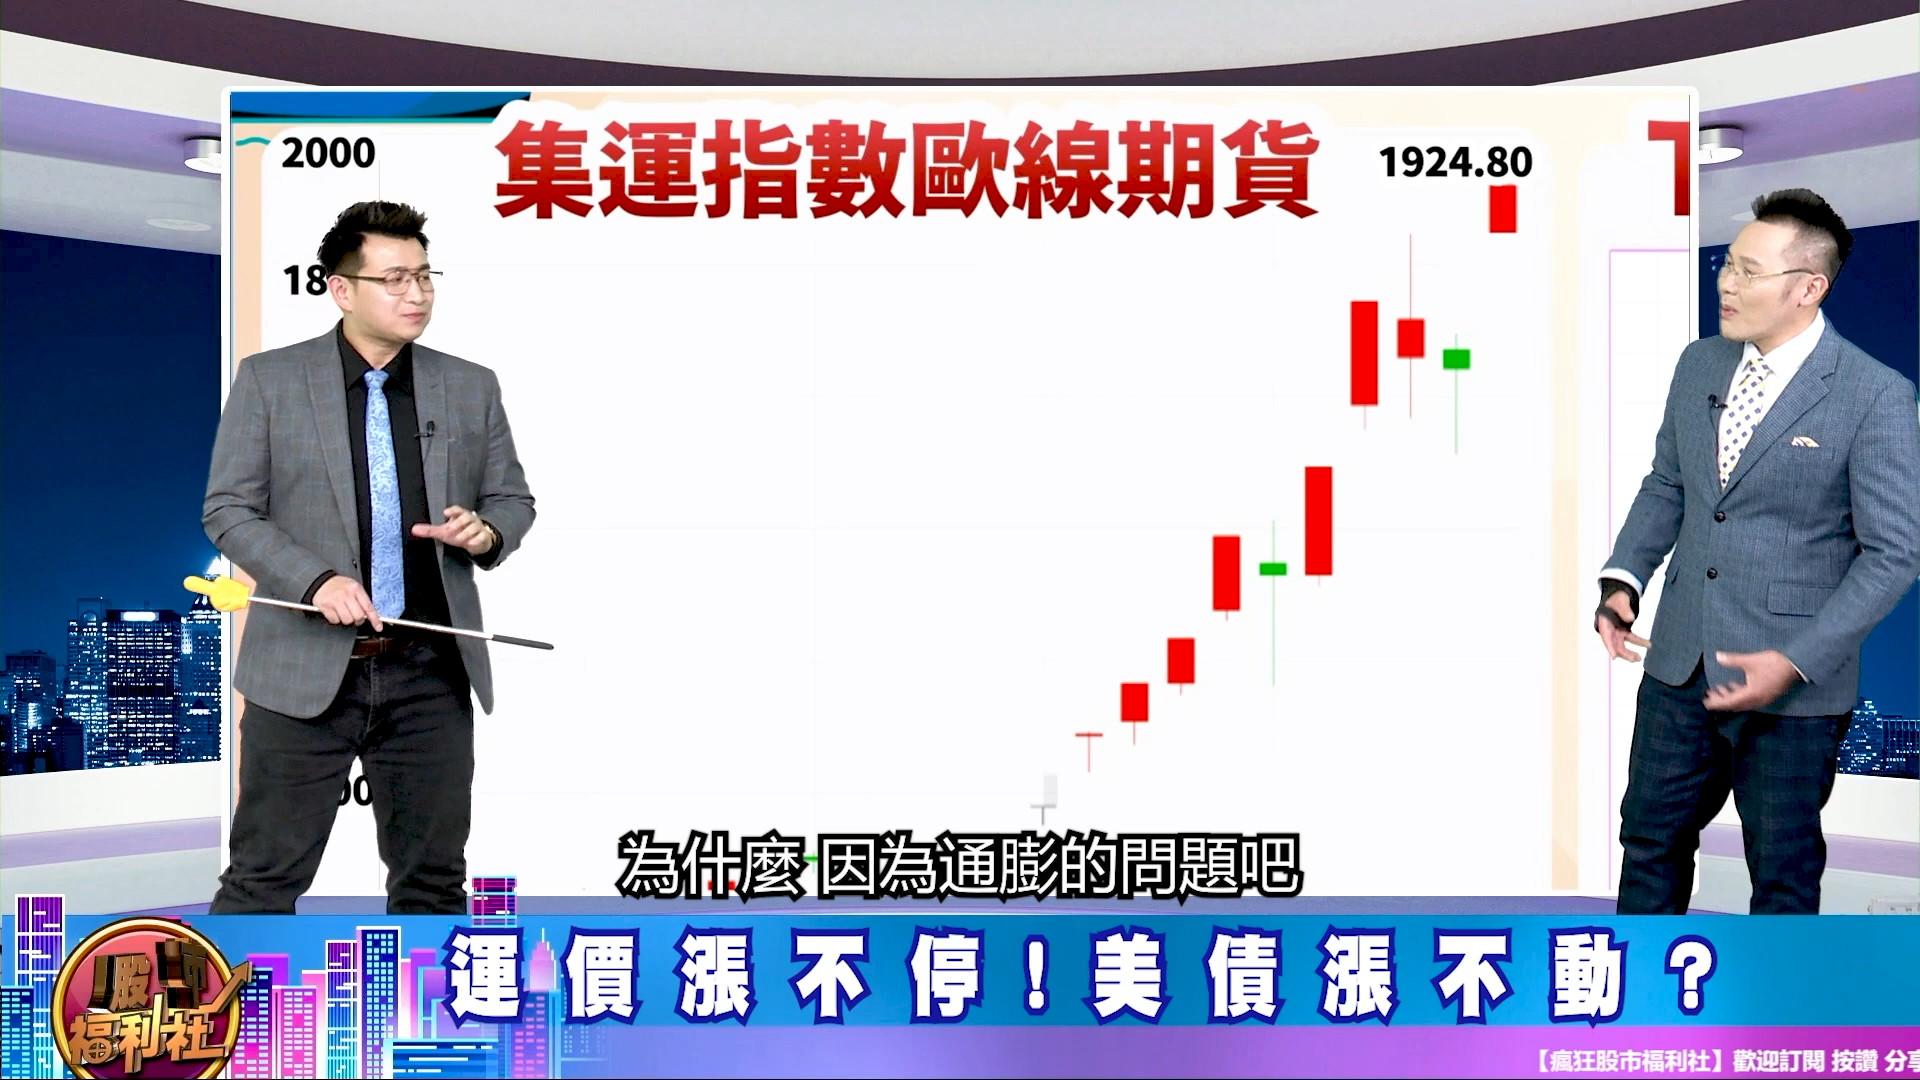 集運指數歐線期貨
2000
1924.80
18
00
為什麼 因為通膨的問題吧
運價漲不停!美債漲不動?
股市
福利社
【瘋狂股市福利社】歡迎訂閱 按讚 分享